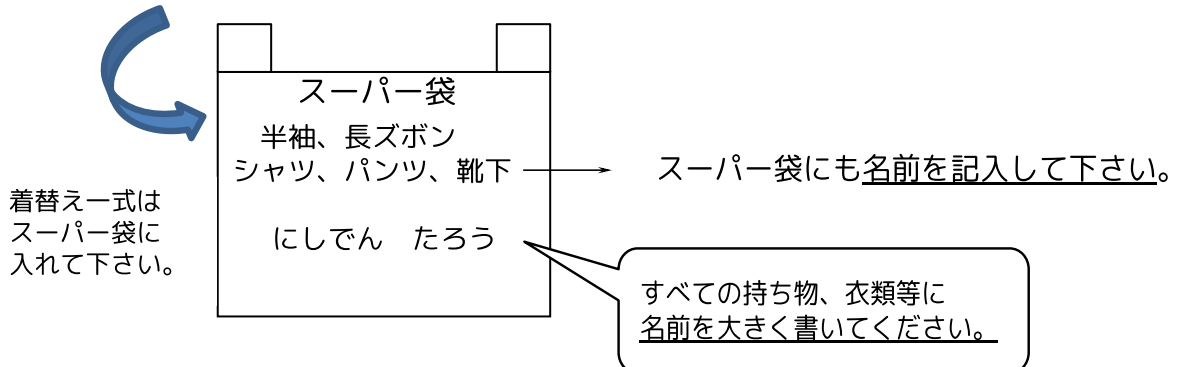 スーパー袋
半袖、長ズボン
シャツ、パンツ、靴下
スーパー袋にも名前を記入して下さい。
着替え一式は
スーパー袋に
入れて下さい。
にしでん　たろう
すべての持ち物、衣類等に
名前を大きく書いてください。